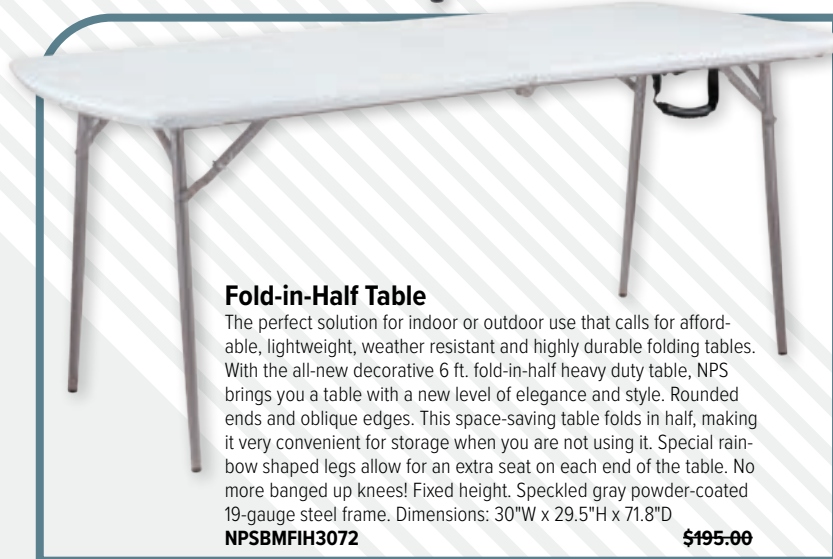 Fold-in-Half Table
The perfect solution for indoor or outdoor use that calls for afford-
able, lightweight, weather resistant and highly durable folding tables.
With the all-new decorative 6 ft. fold-in-half heavy duty table, NPS
brings you a table with a new level of elegance and style. Rounded
ends and oblique edges. This space-saving table folds in half, making
it very convenient for storage when you are not using it. Special rain-
bow shaped legs allow for an extra seat on each end of the table. No
more banged up knees! Fixed height. Speckled gray powder-coated
19-gauge steel frame. Dimensions: 30"W x 29.5"H x 71.8"D
NPSBMFIH3072 $195.00